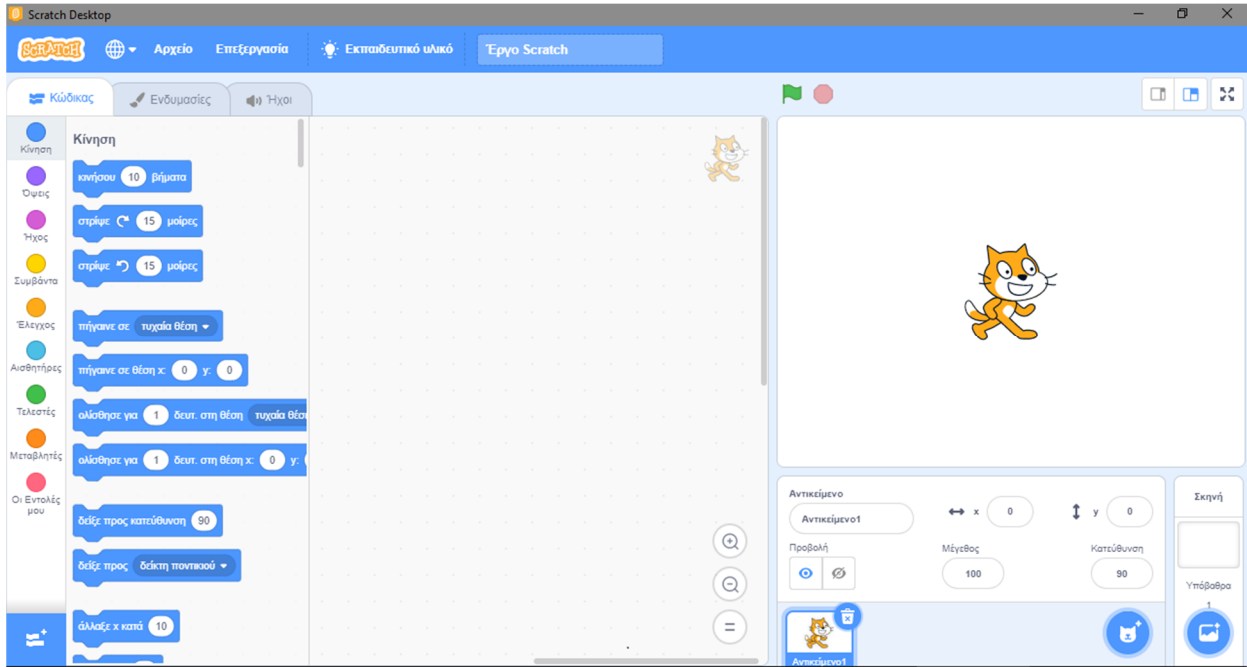 Scratch Desktop
SCRATCH
Αρχείο
Επεξεργασία
Εκπαιδευτικό υλικό
Έργο Scratch
Κώδικας
Ενδυμασίες
Ήχοι
Κίνηση
Όψεις
Ήχος
Συμβάντα
Έλεγχος
Αισθητήρες
Τελεστές
Μεταβλητές
Οι Εντολές
μου
Κίνηση
κινήσου 10 βήματα
στρίψε 15 μοίρες
στρίψε 15 μοίρες
πήγαινε σε τυχαία θέση
πήγαινε σε θέση x: 0 y: 0
ολίσθησε για 1 δευτ. στη θέση τυχαία θέσ
ολίσθησε για 1 δευτ. στη θέση x: 0 y:
δείξε προς κατεύθυνση 90
δείξε προς δείκτη ποντικιού
άλλαξε x κατά 10
Αντικείμενο
Αντικείμενο1
x 0
y 0
Προβολή
Μέγεθος
100
Κατεύθυνση
90
Αντικείμενο1
Σκηνή
Υπόβαθρα
1